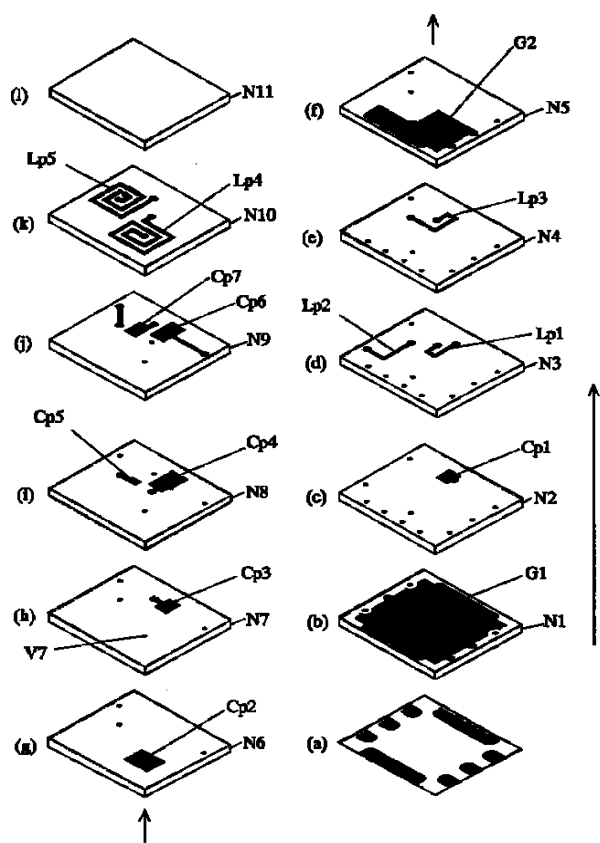 (l)
N11
Lp5
Lp4
(k)
N10
Cp7
Cp6
(j)
N9
Cp5
Cp4
(i)
N8
Cp3
(h)
N7
V7
Cp2
(g)
N6
G2
(f)
N5
Lp3
(e)
N4
Lp2
Lp1
(d)
N3
Cp1
(c)
N2
G1
(b)
N1
(a)